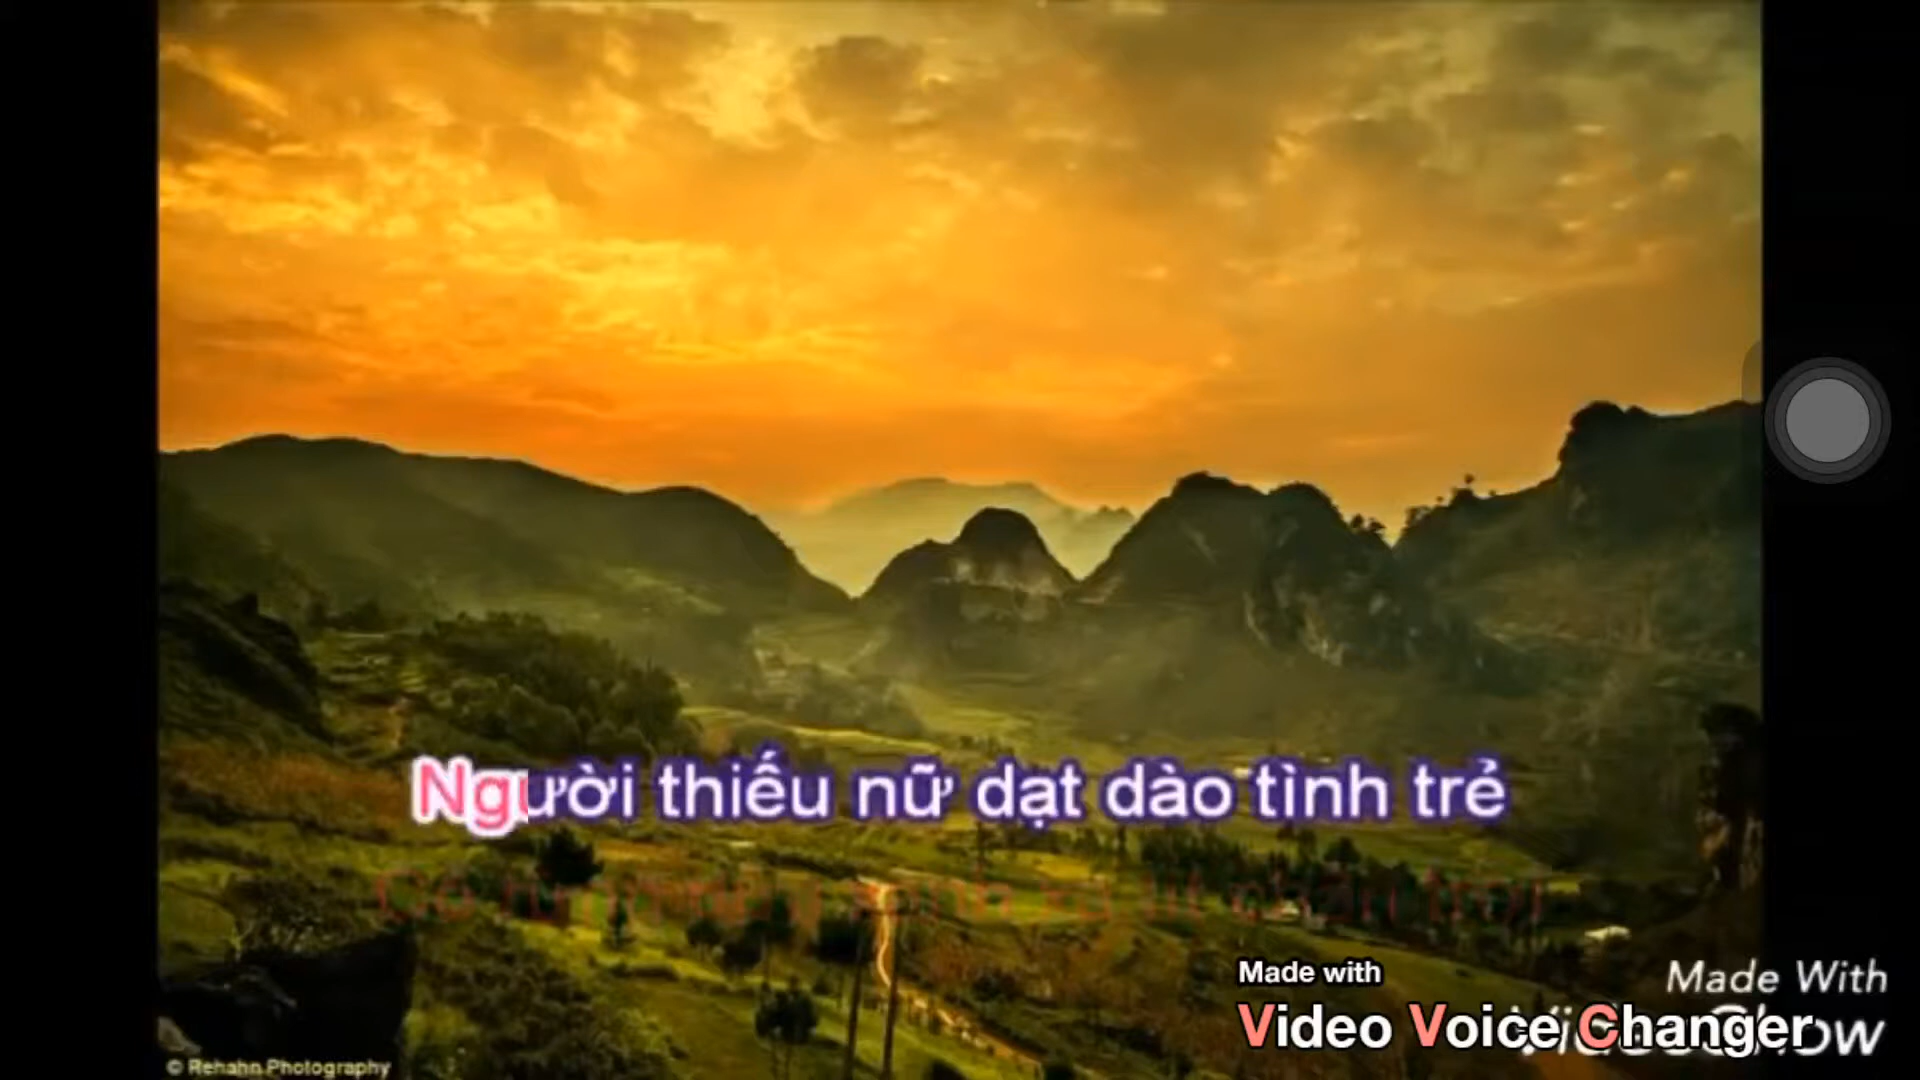 Người thiếu nữ dạt dào tình trẻ
Made with
Video Voice Changer
Made With
© Rehahn Photography